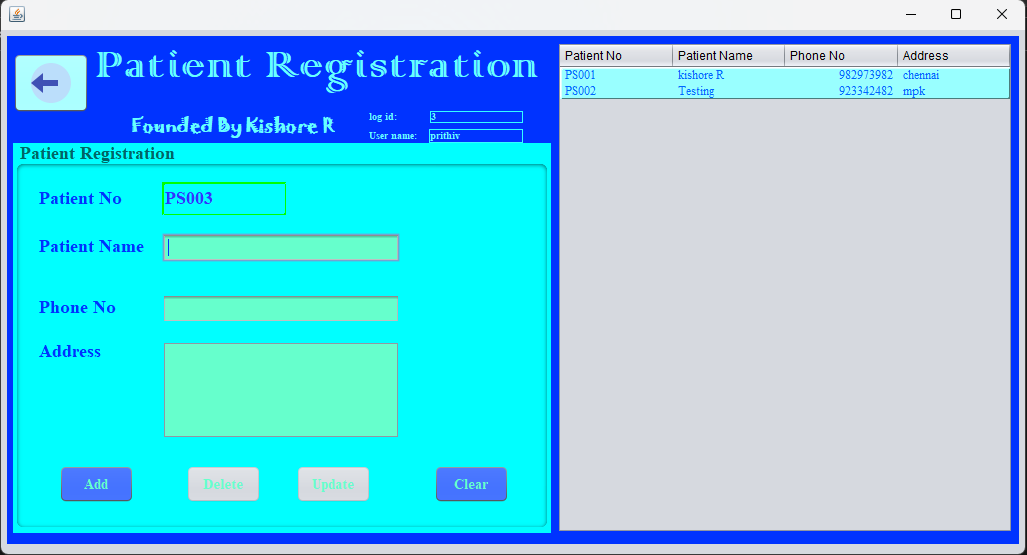 Patient Registration
Founded By Kishore R
log id: 3
User name: prithiv
Patient Registration
Patient No PS003
Patient Name
Phone No
Address
Add Delete Update Clear
Patient No Patient Name Phone No Address
PS001 kishore R 982973982 chennai
PS002 Testing 923342482 mpk